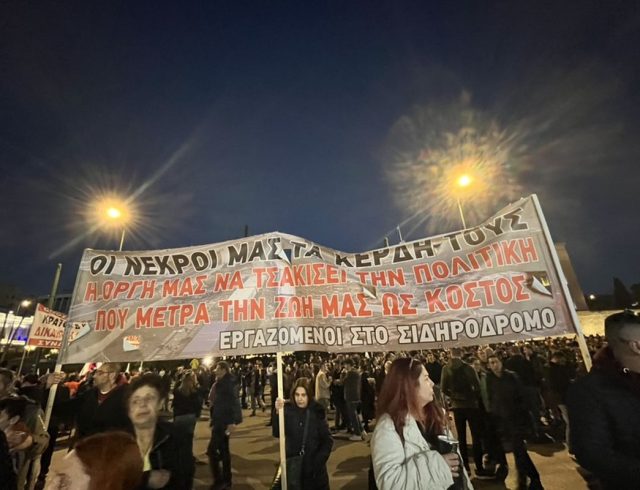 ΟΙ ΝΕΚΡΟΙ ΜΑΣ ΤΑ ΚΕΡΔΗ ΤΟΥΣ
Η ΟΡΓΗ ΜΑΣ ΝΑ ΤΣΑΚΙΣΕΙ ΤΗΝ ΠΟΛΙΤΙΚΗ
ΠΟΥ ΜΕΤΡΑ ΤΗΝ ΖΩΗ ΜΑΣ ΩΣ ΚΟΣΤΟΣ
ΕΡΓΑΖΟΜΕΝΟΙ ΣΤΟ ΣΙΔΗΡΟΔΡΟΜΟ